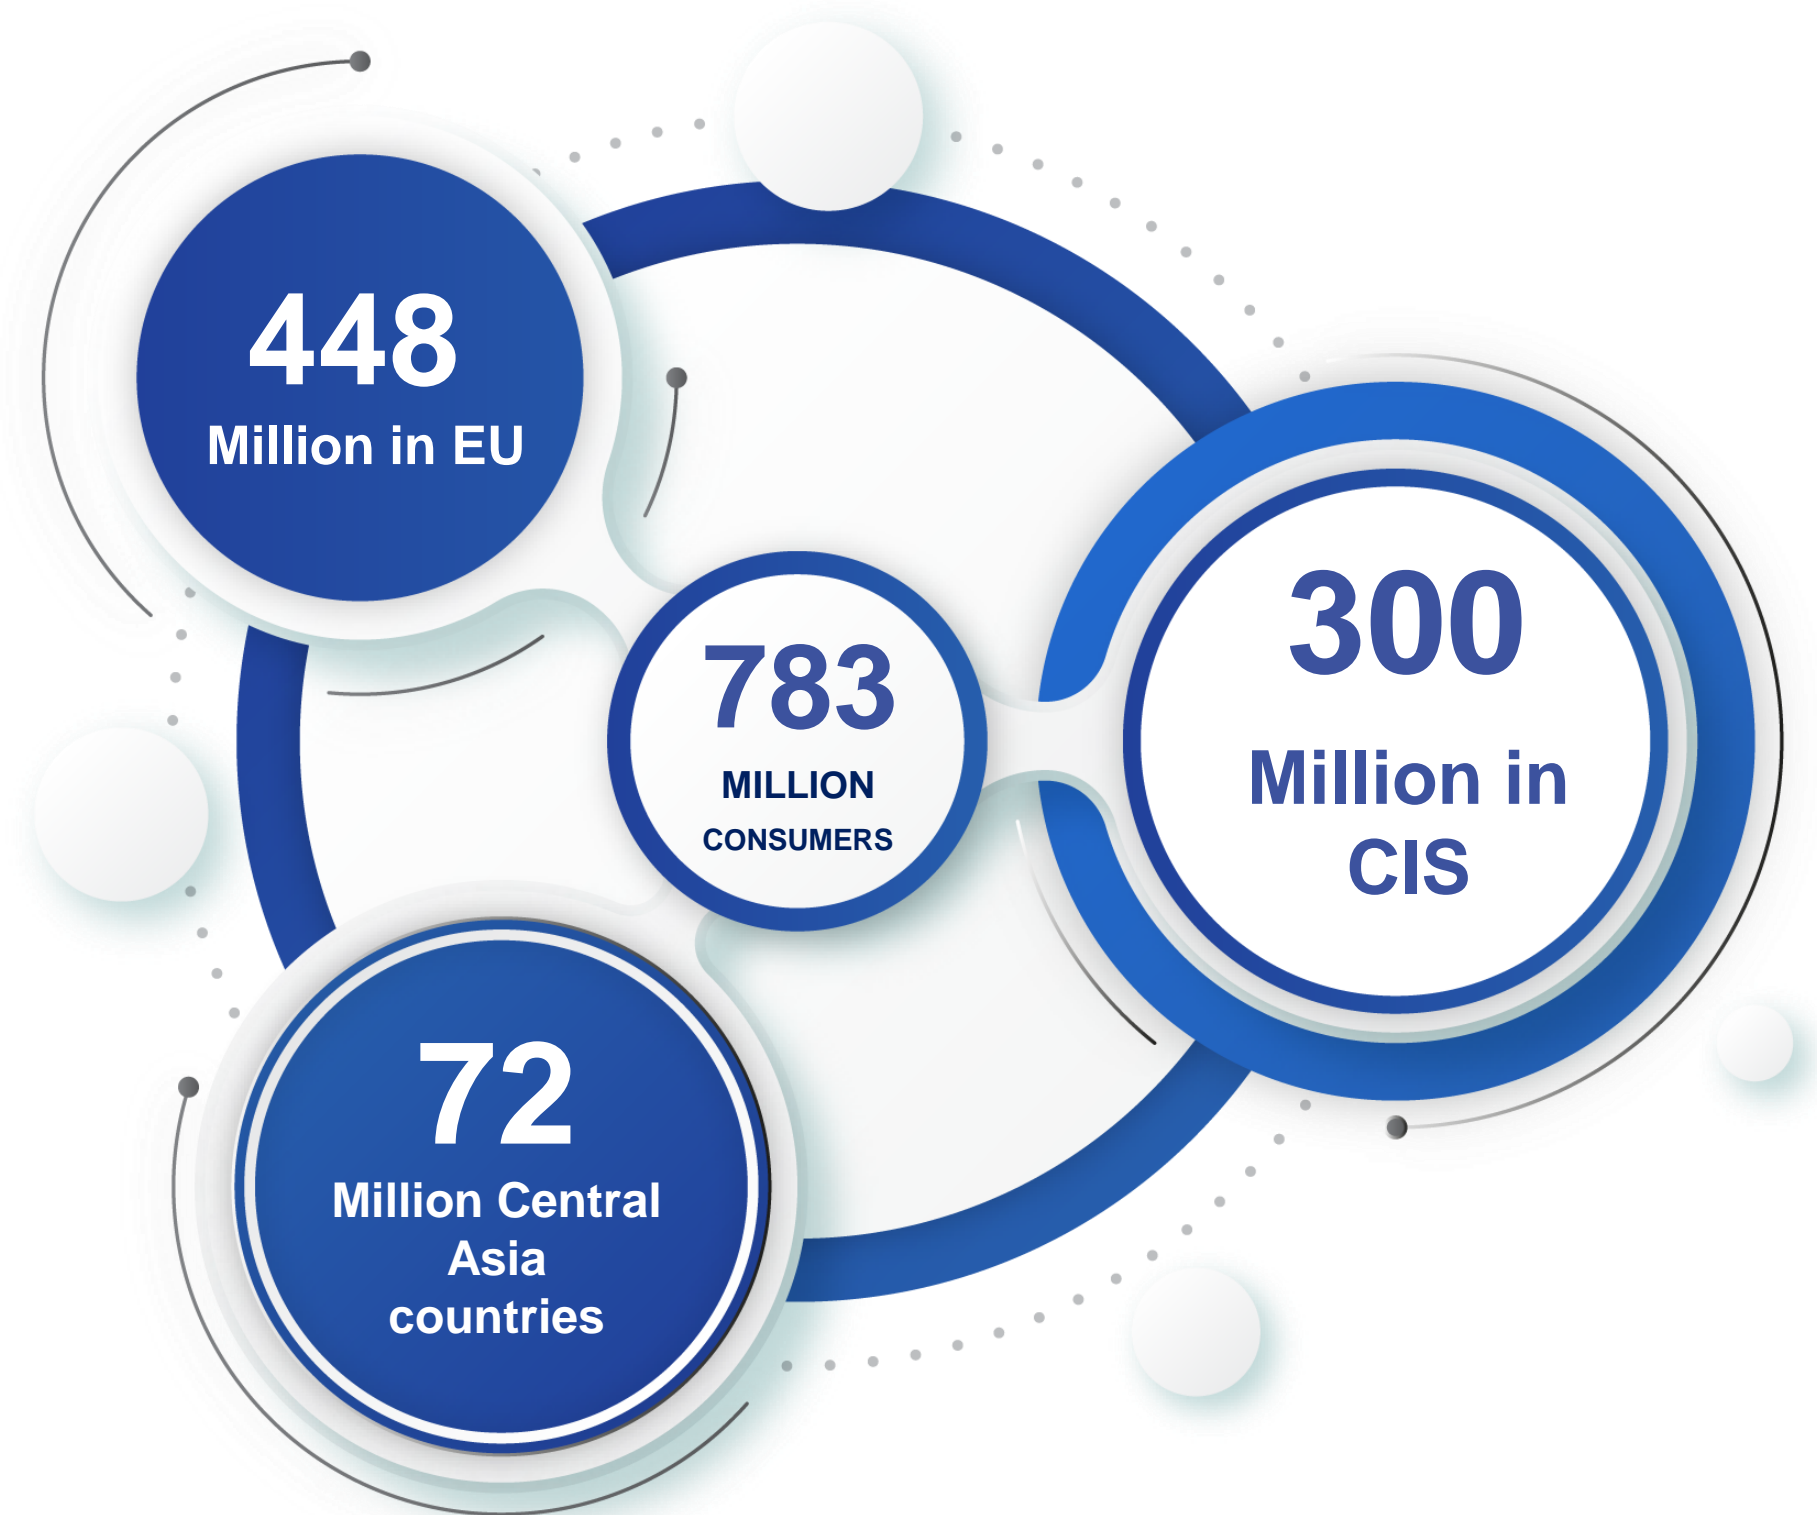 448
Million in EU
783
MILLION
CONSUMERS
300
Million in
CIS
72
Million Central
Asia
countries